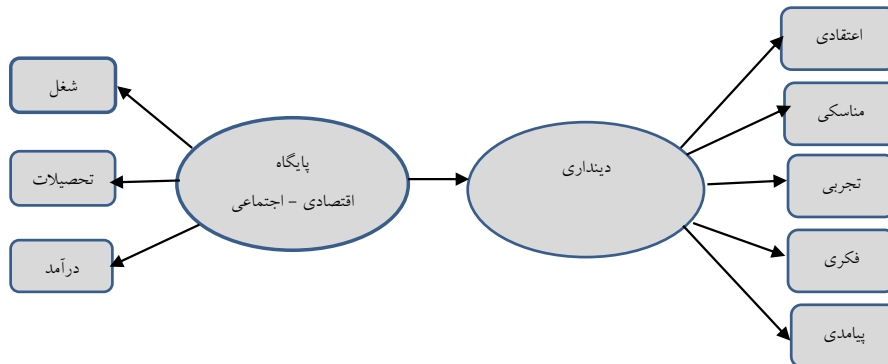 اعتقادی
مناسکی
تجربی
فکری
پیامدی
دینداری
پایگاه
اقتصادی – اجتماعی
شغل
تحصیلات
درآمد